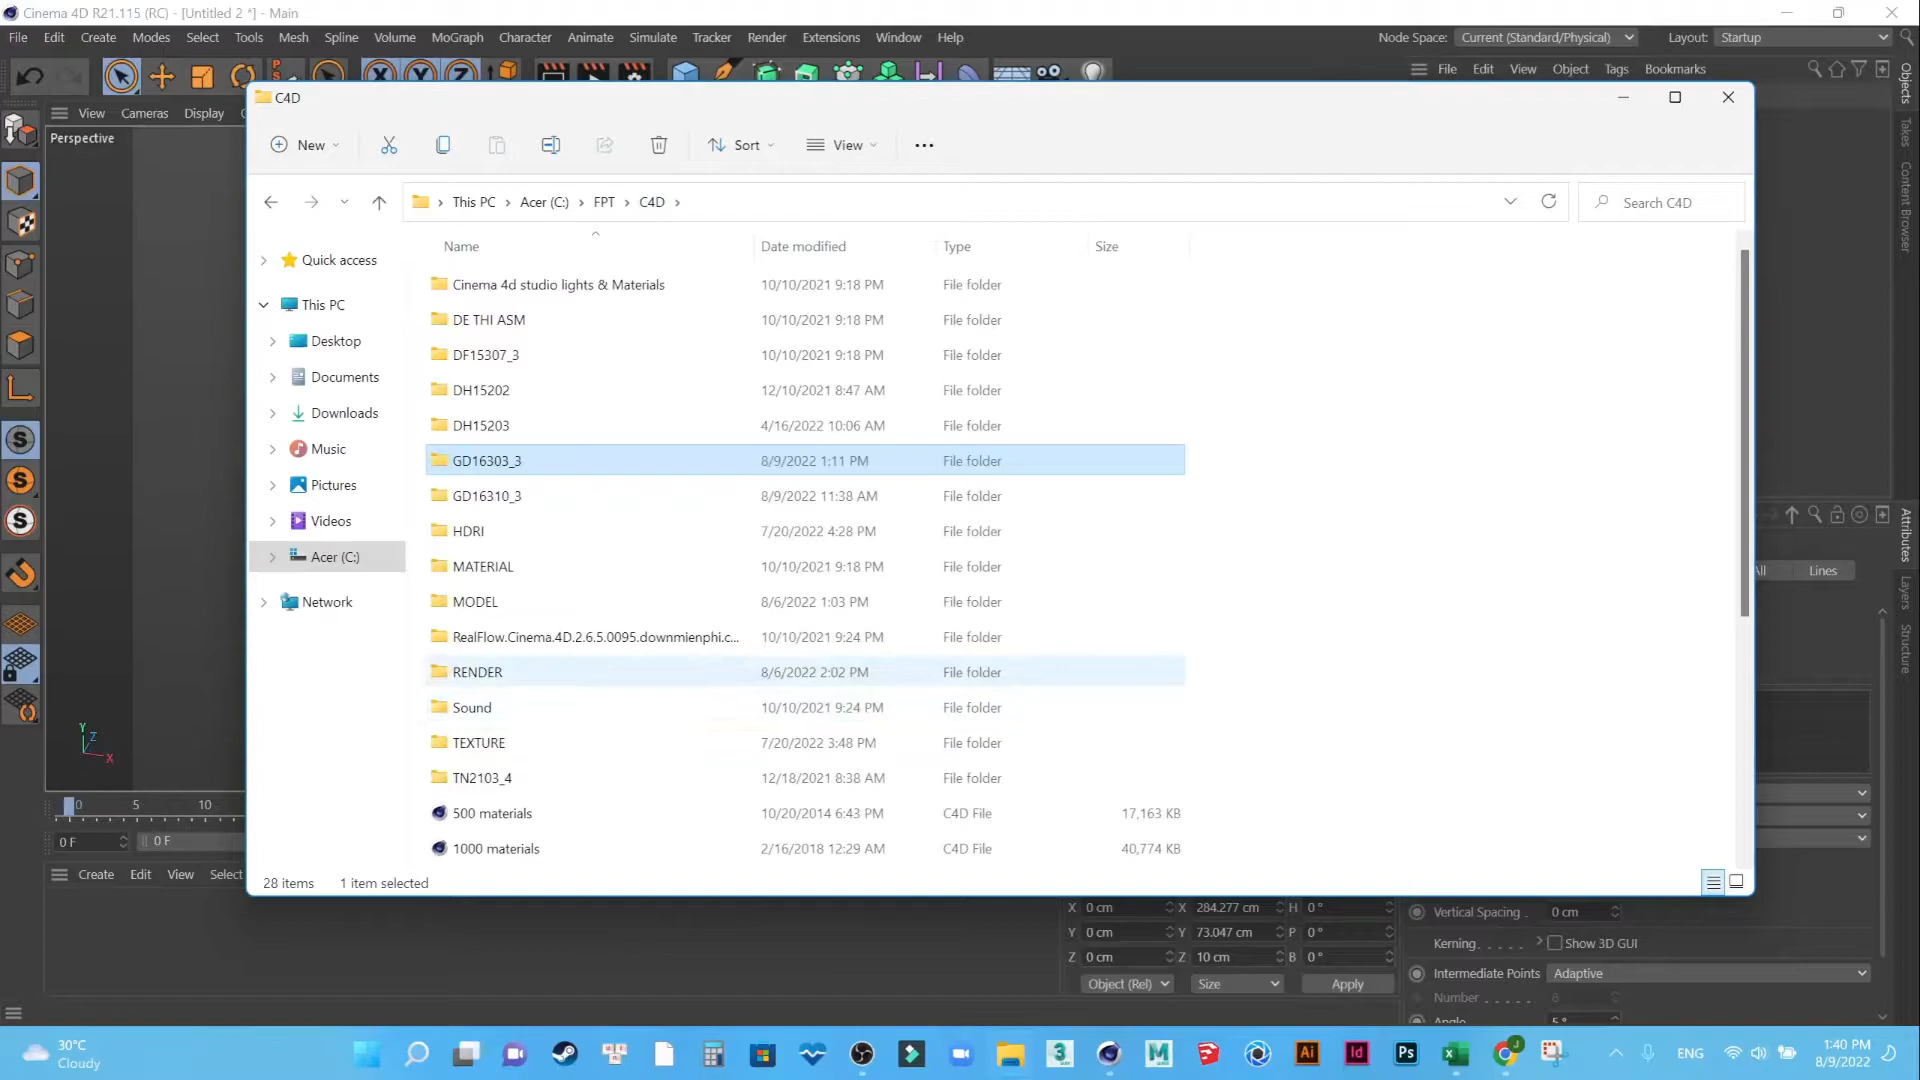 Cinema 4D R21.115 (RC) - [Untitled 2 *] - Main
File Edit Create Modes Select Tools Mesh Spline Volume MoGraph Character Animate Simulate Tracker Render Extensions Window Help Node Space: Current (Standard/Physical) Layout: Startup
File Edit View Object Tags Bookmarks
View Cameras Display
Perspective
C4D
New Sort View
This PC Acer (C:) FPT C4D Search C4D
Name Date modified Type Size
Quick access
This PC
Desktop
Documents
Downloads
Music
Pictures
Videos
Acer (C:)
Network
Cinema 4d studio lights & Materials 10/10/2021 9:18 PM File folder
DE THI ASM 10/10/2021 9:18 PM File folder
DF15307_3 10/10/2021 9:18 PM File folder
DH15202 12/10/2021 8:47 AM File folder
DH15203 4/16/2022 10:06 AM File folder
GD16303_3 8/9/2022 1:11 PM File folder
GD16310_3 8/9/2022 11:38 AM File folder
HDRI 7/20/2022 4:28 PM File folder
MATERIAL 10/10/2021 9:18 PM File folder
MODEL 8/6/2022 1:03 PM File folder
RealFlow.Cinema.4D.2.6.5.0095.downmienphi.c... 10/10/2021 9:24 PM File folder
RENDER 8/6/2022 2:02 PM File folder
Sound 10/10/2021 9:24 PM File folder
TEXTURE 7/20/2022 3:48 PM File folder
TN2103_4 12/18/2021 8:38 AM File folder
500 materials 10/20/2014 6:43 PM C4D File 17,163 KB
1000 materials 2/16/2018 12:29 AM C4D File 40,774 KB
28 items 1 item selected
Objects
Takes
Content Browser
Attributes
Layers
Structure
Lines
Y
Z
X
0 5 10
0 F 0 F
Create Edit View Select
X 0 cm X 284.277 cm H 0 °
Y 0 cm Y 73.047 cm P 0 °
Z 0 cm Z 10 cm B 0 °
Object (Rel) Size Apply
Vertical Spacing . 0 cm
Kerning. . . . . . Show 3D GUI
Intermediate Points Adaptive
Number . . . . . 8
Angle 5 °
30°C
Cloudy
ENG
1:40 PM
8/9/2022